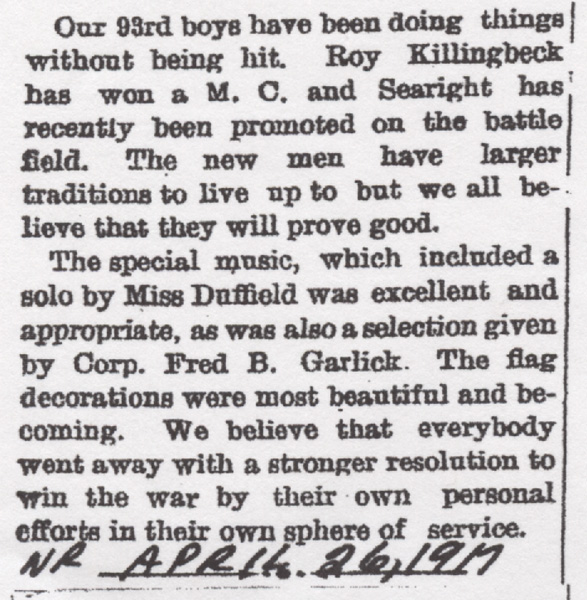 Our 93rd boys have been doing things
without being hit. Roy Killingbeck
has won a M. C. and Searight has
recently been promoted on the battle
field. The new men have larger
traditions to live up to but we all be-
lieve that they will prove good.
The special music, which included a
solo by Miss Duffield was excellent and
appropriate, as was also a selection given
by Corp. Fred B. Garlick. The flag
decorations were most beautiful and be-
coming. We believe that everybody
went away with a stronger resolution to
win the war by their own personal
efforts in their own sphere of service.
NR APRIL 26, 1917